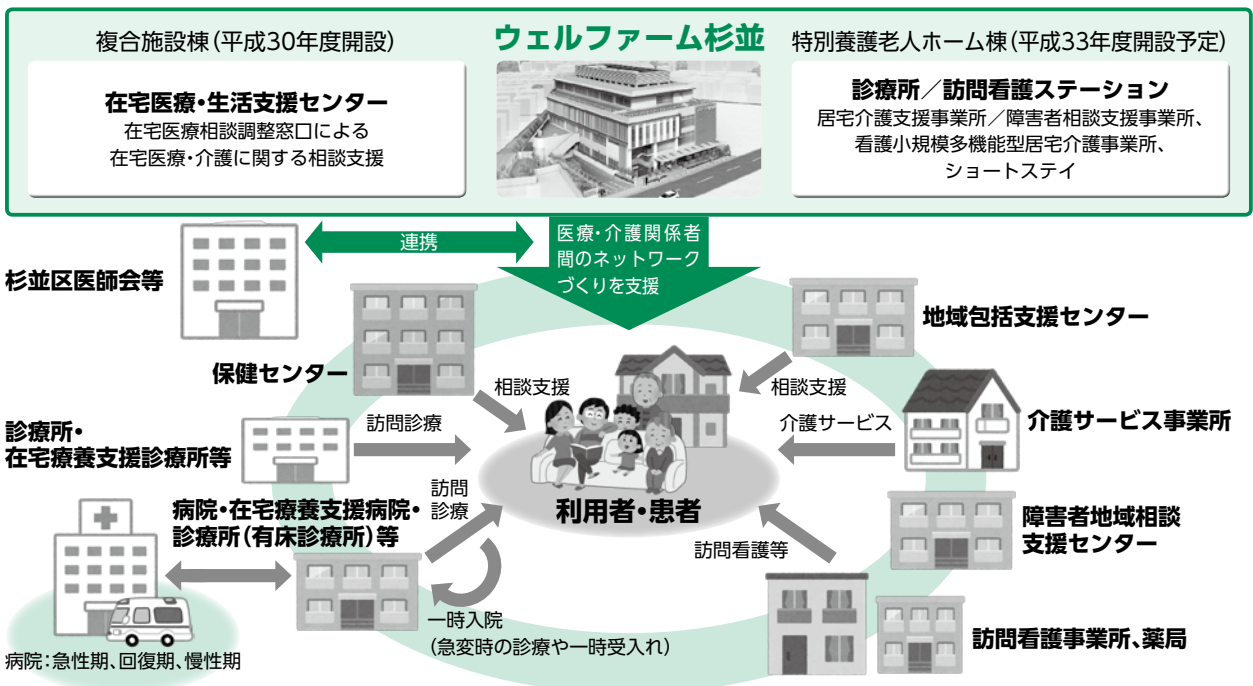 複合施設棟(平成30年度開設)
在宅医療・生活支援センター
在宅医療相談調整窓口による
在宅医療・介護に関する相談支援
ウェルファーム杉並
特別養護老人ホーム棟(平成33年度開設予定)
診療所／訪問看護ステーション
居宅介護支援事業所／障害者相談支援事業所、
看護小規模多機能型居宅介護事業所、
ショートステイ
連携
医療・介護関係者
間のネットワーク
づくりを支援
杉並区医師会等
保健センター
相談支援
地域包括支援センター
相談支援
診療所・
在宅療養支援診療所等
訪問診療
介護サービス
介護サービス事業所
病院・在宅療養支援病院・
診療所(有床診療所)等
訪問
診療
利用者・患者
障害者地域相談
支援センター
訪問看護等
一時入院
(急変時の診療や一時受入れ)
訪問看護事業所、薬局
病院：急性期、回復期、慢性期